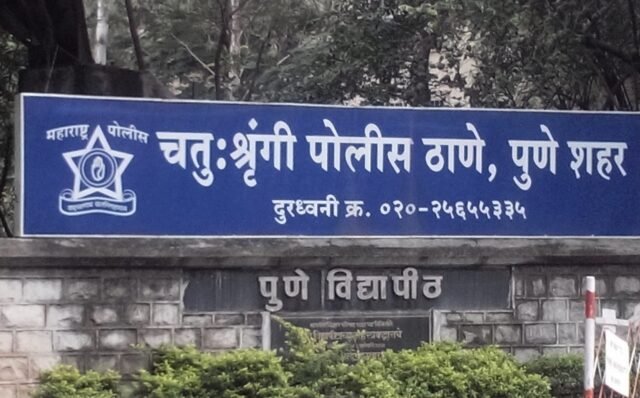 महाराष्ट्र पोलीस
चतुःश्रृंगी पोलीस ठाणे, पुणे शहर
दुरध्वनी क्र. ०२०-२५६५५३३५
पुणे विद्यापीठ